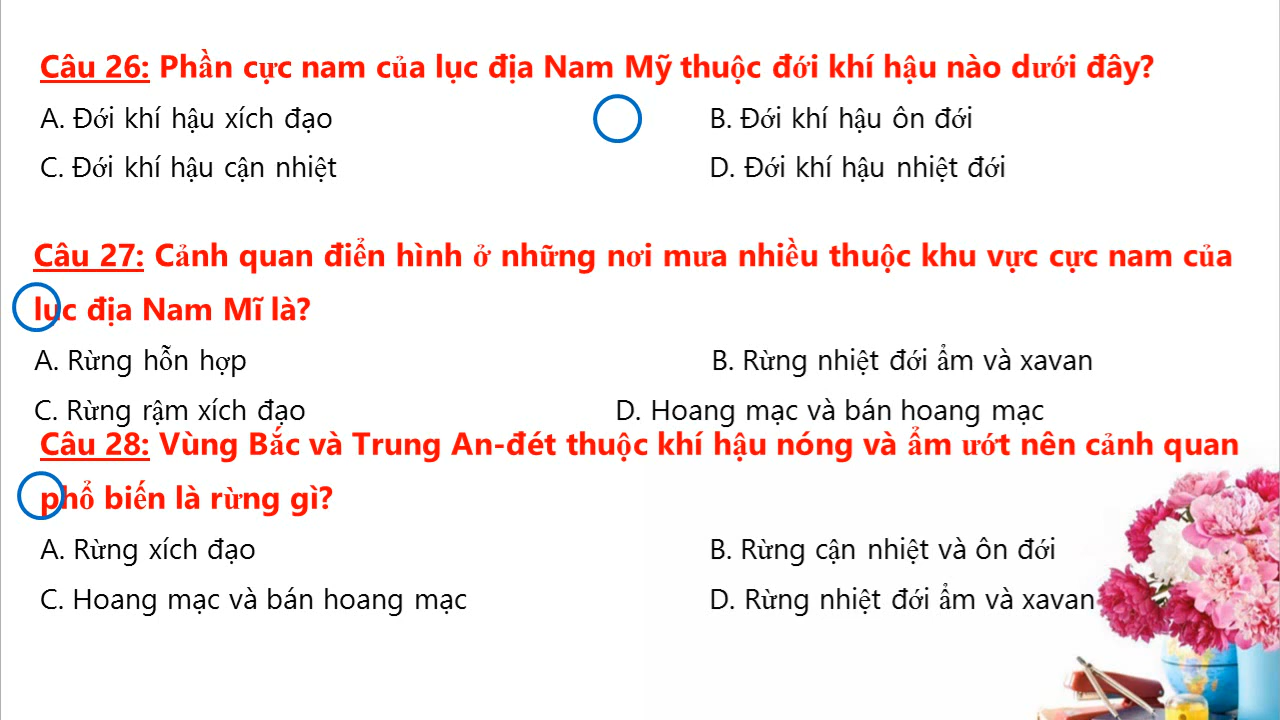 Câu 26: Phần cực nam của lục địa Nam Mỹ thuộc đới khí hậu nào dưới đây?
A. Đới khí hậu xích đạo B. Đới khí hậu ôn đới
C. Đới khí hậu cận nhiệt D. Đới khí hậu nhiệt đới
Câu 27: Cảnh quan điển hình ở những nơi mưa nhiều thuộc khu vực cực nam của
lục địa Nam Mĩ là?
A. Rừng hỗn hợp B. Rừng nhiệt đới ẩm và xavan
C. Rừng rậm xích đạo D. Hoang mạc và bán hoang mạc
Câu 28: Vùng Bắc và Trung An-đét thuộc khí hậu nóng và ẩm ướt nên cảnh quan
phổ biến là rừng gì?
A. Rừng xích đạo B. Rừng cận nhiệt và ôn đới
C. Hoang mạc và bán hoang mạc D. Rừng nhiệt đới ẩm và xavan